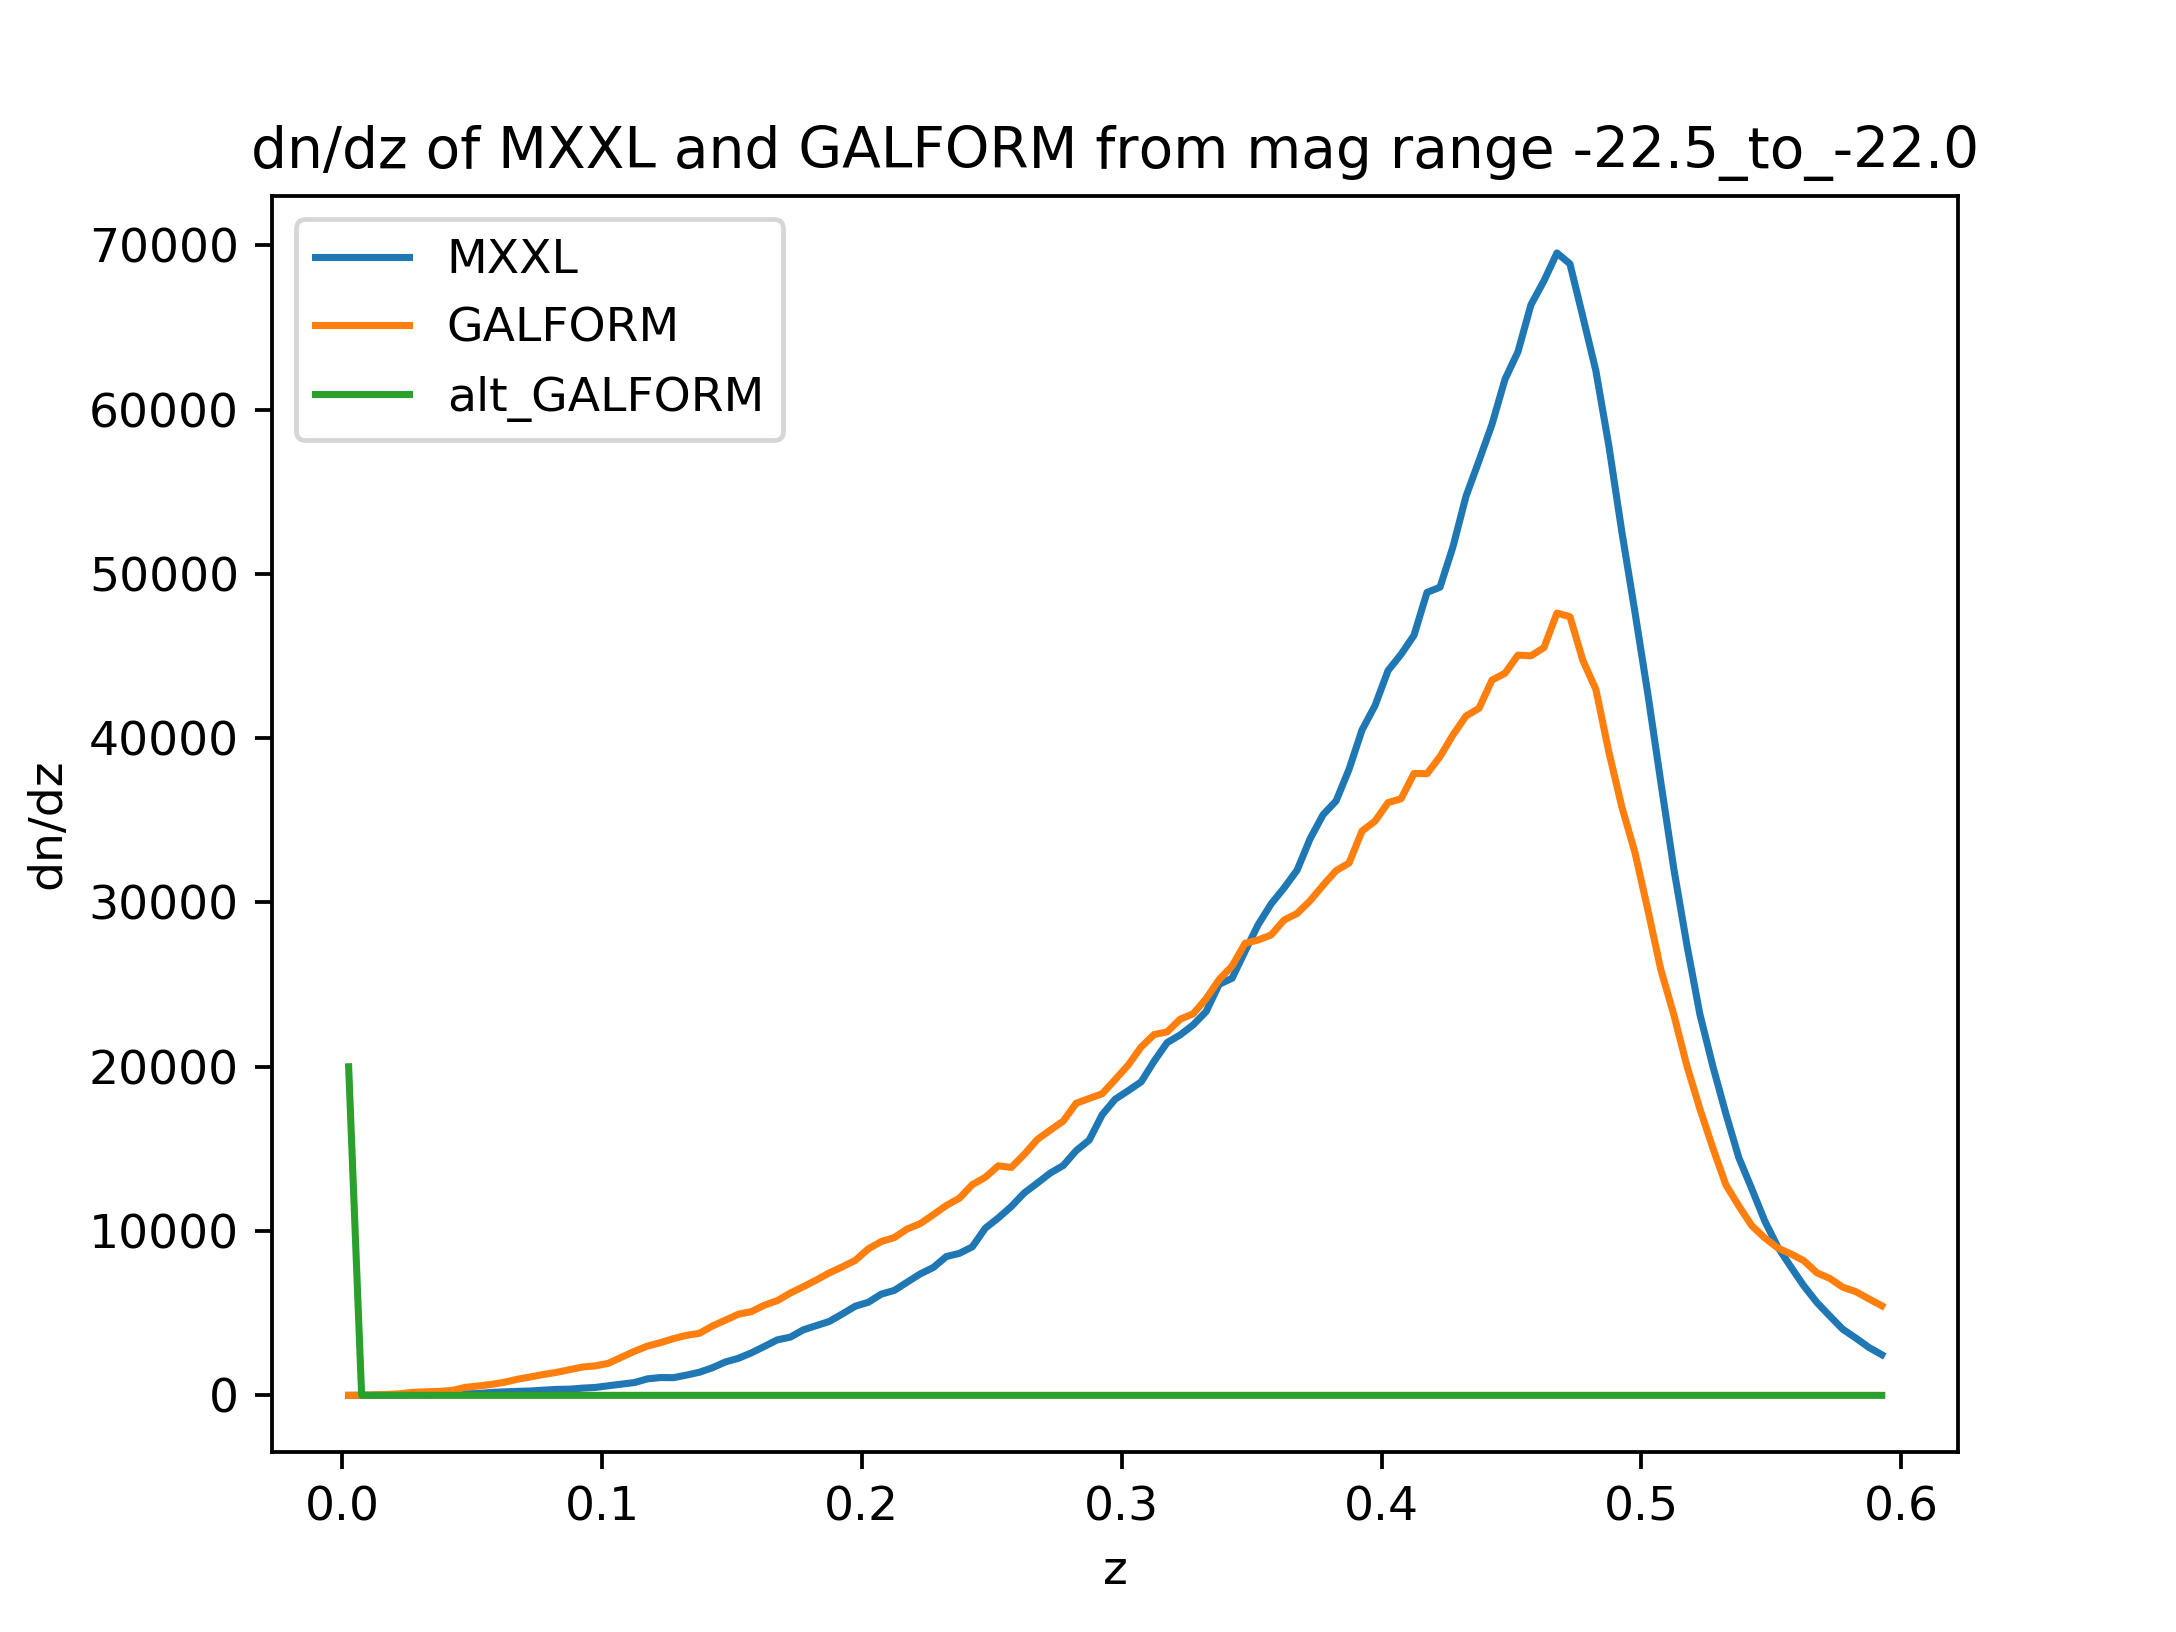 dn/dz of MXXL and GALFORM from mag range -22.5_to_-22.0
MXXL
GALFORM
alt_GALFORM
70000
60000
50000
40000
30000
20000
10000
0
dn/dz
0.0 0.1 0.2 0.3 0.4 0.5 0.6
z